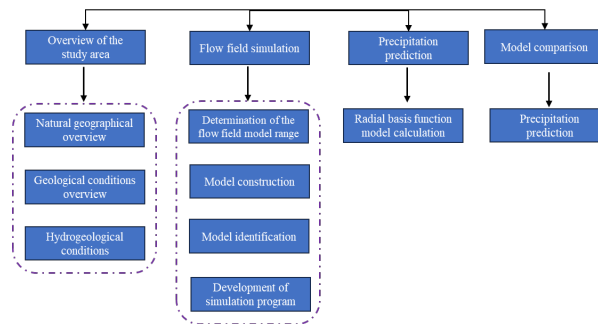 Overview of the
study area
Flow field simulation
Precipitation
prediction
Model comparison
Natural geographical
overview
Geological conditions
overview
Hydrogeological
conditions
Determination of the
flow field model range
Model construction
Model identification
Development of
simulation program
Radial basis function
model calculation
Precipitation
prediction